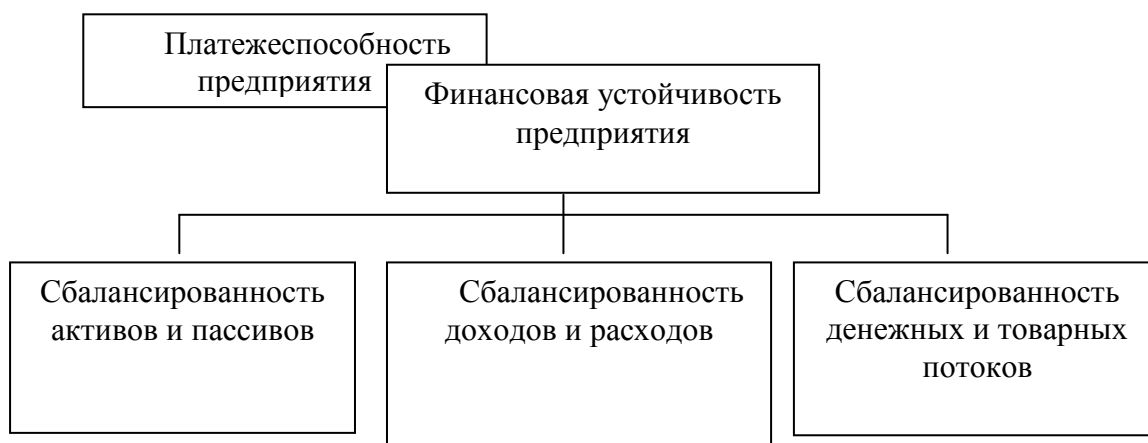 Платежеспособность
предприятия
Финансовая устойчивость
предприятия
Сбалансированность
активов и пассивов
Сбалансированность
доходов и расходов
Сбалансированность
денежных и товарных
потоков